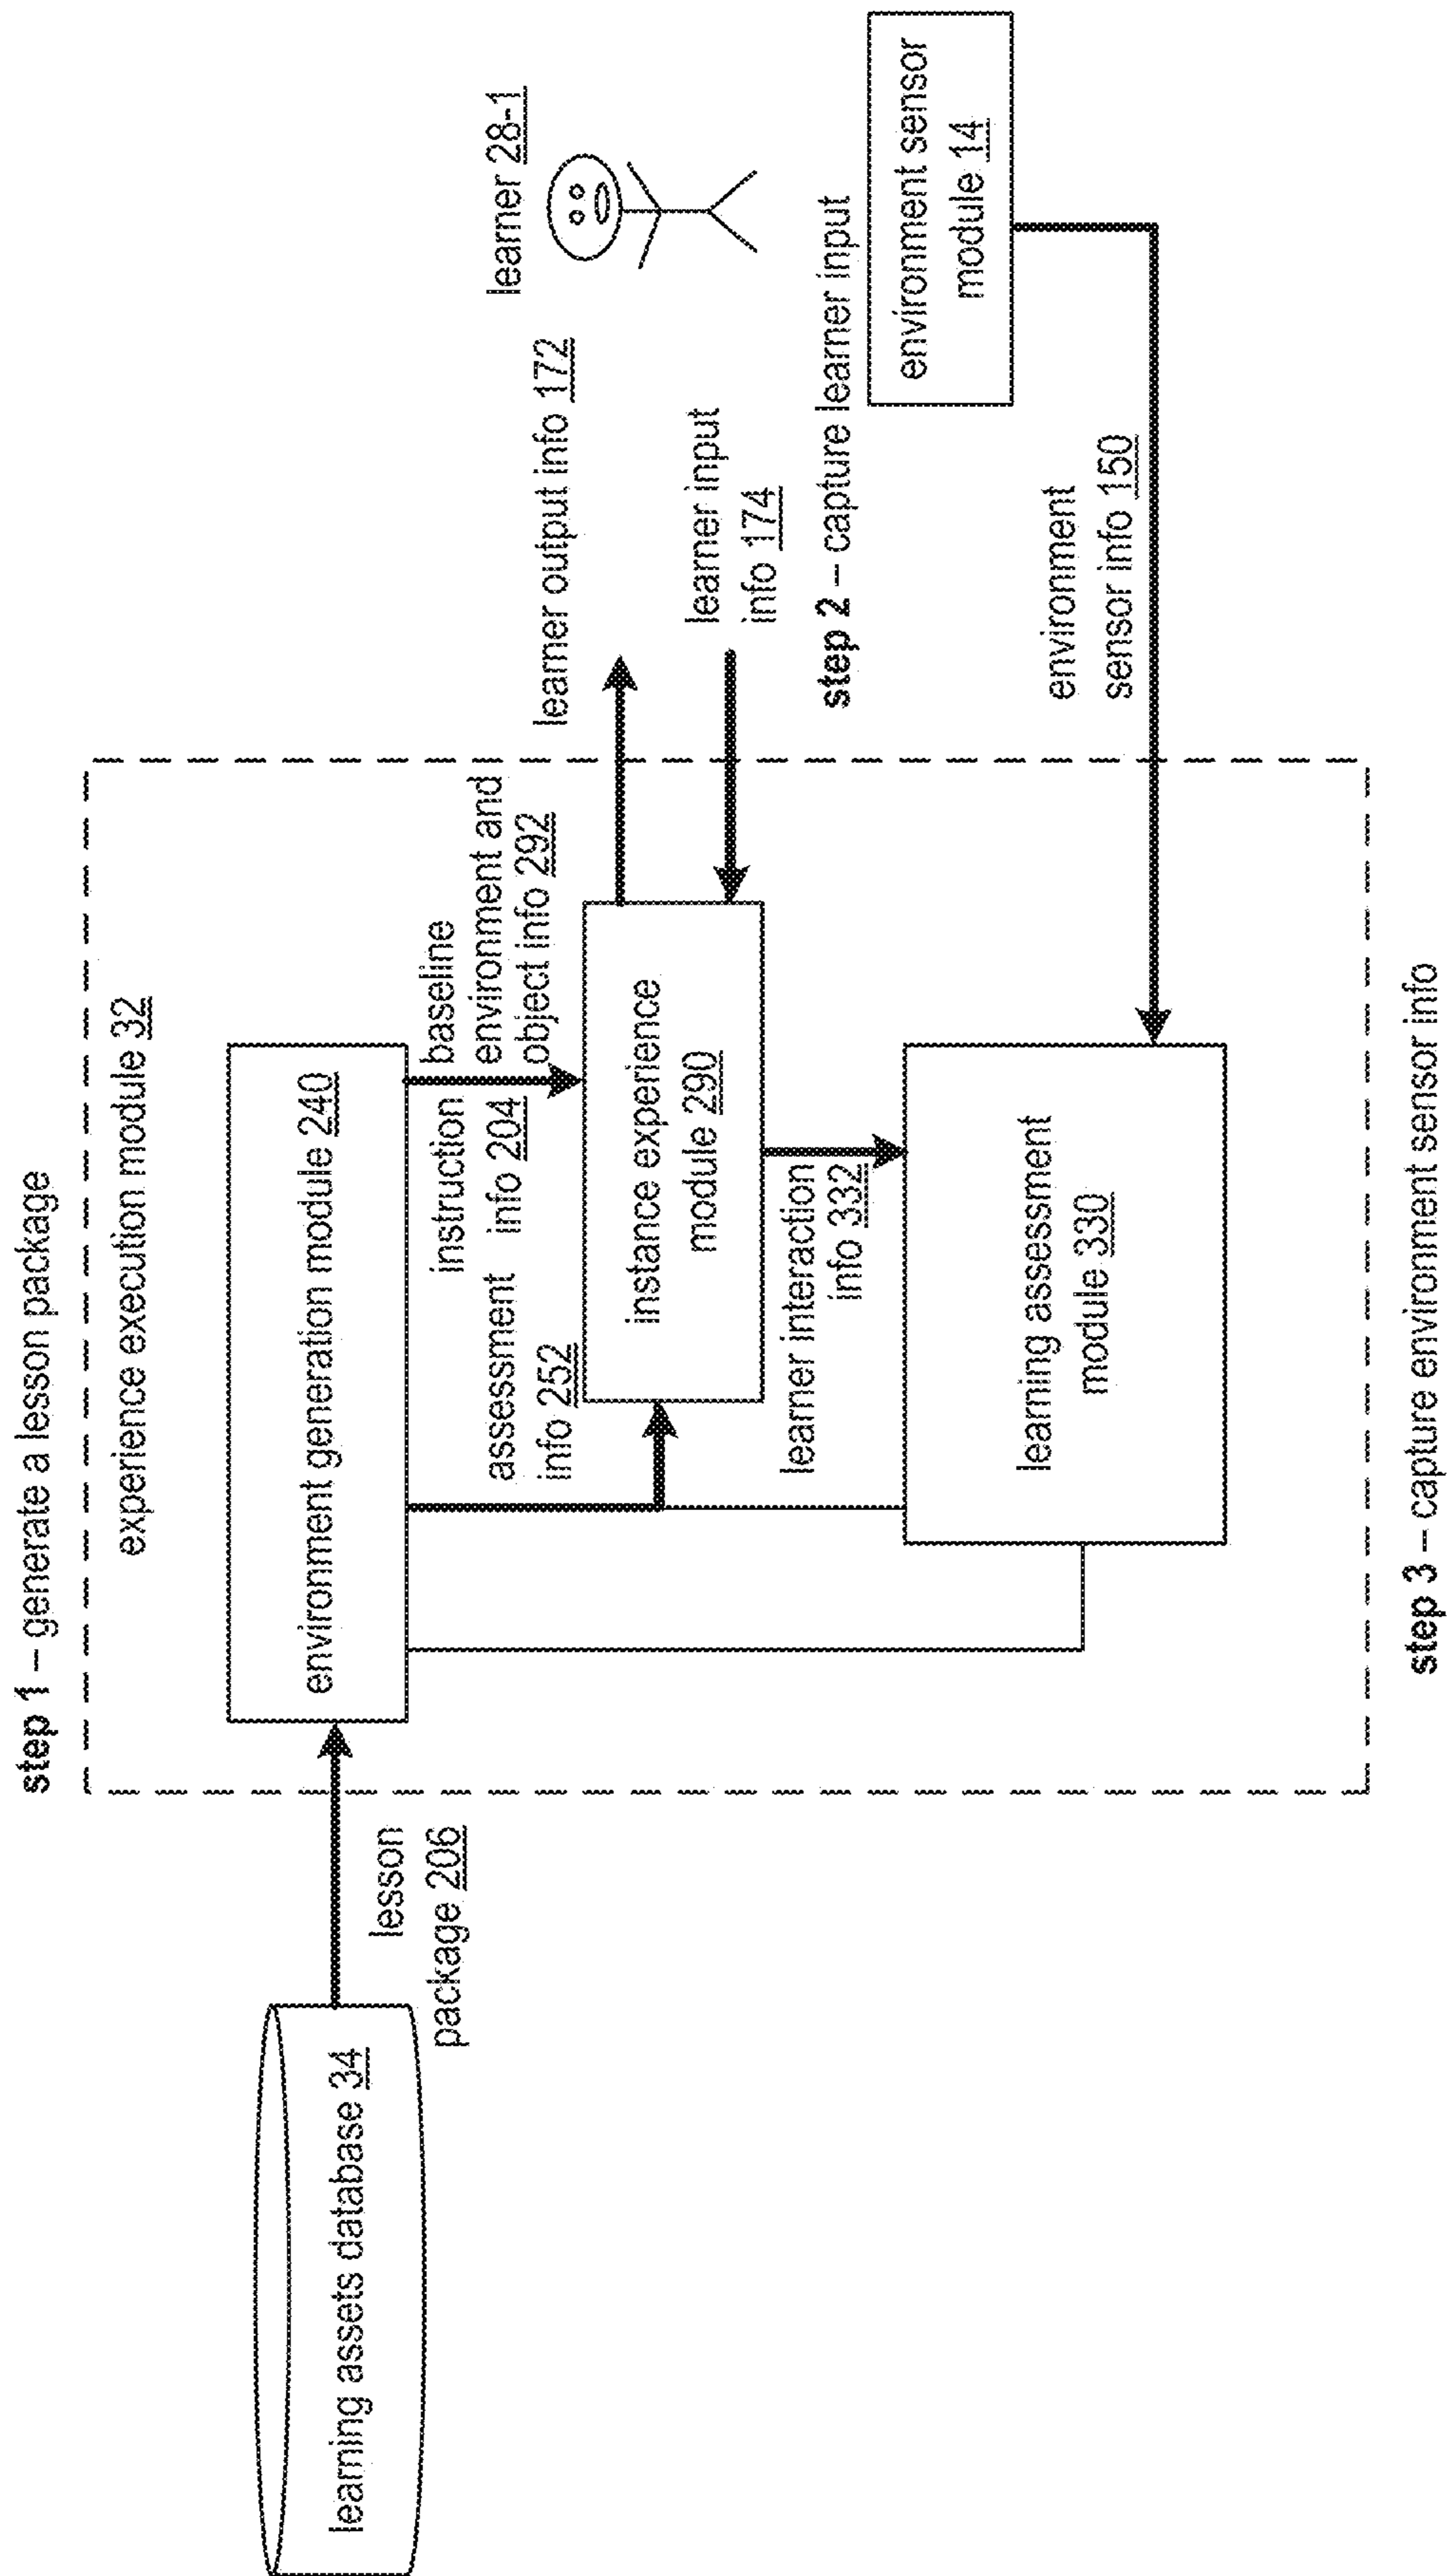 step 1 – generate a lesson package
experience execution module 32
learning assets database 34
lesson
package 206
environment generation module 240
baseline
environment and
object info 292
instruction
info 204
assessment
info 252
instance experience
module 290
learner interaction
info 332
learning assessment
module 330
learner output info 172
learner 28-1
learner input
info 174
step 2 – capture learner input
environment sensor
module 14
environment
sensor info 150
step 3 – capture environment sensor info